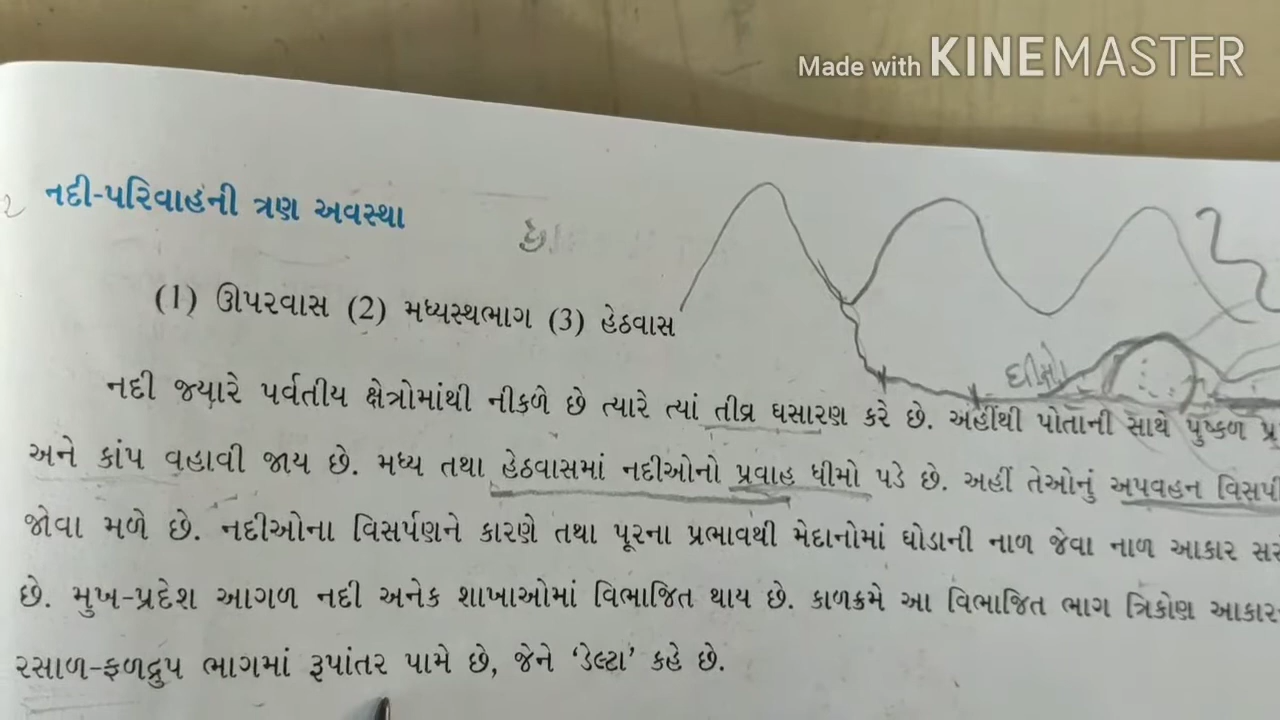 Made with KINEMASTER
નદી-પરિવાહની ત્રણ અવસ્થા
(1) ઊપરવાસ (2) મધ્યસ્થભાગ (3) હેઠવાસ
ધીમો
નદી જ્યારે પર્વતીય ક્ષેત્રોમાંથી નીકળે છે ત્યારે ત્યાં તીવ્ર ઘસારણ કરે છે. અહીંથી પોતાની સાથે પુષ્કળ
અને કાંપ વહાવી જાય છે. મધ્ય તથા હેઠવાસમાં નદીઓનો પ્રવાહ ધીમો પડે છે. અહીં તેઓનું અપવહન
જોવા મળે છે. નદીઓના વિસર્પણને કારણે તથા પૂરના પ્રભાવથી મેદાનોમાં ઘોડાની નાળ જેવા નાળ આકાર
છે. મુખ-પ્રદેશ આગળ નદી અનેક શાખાઓમાં વિભાજિત થાય છે. કાળક્રમે આ વિભાજિત ભાગ ત્રિકોણ આકાર
રસાળ-ફળદ્રુપ ભાગમાં રૂપાંતર પામે છે, જેને ‘ડેલ્ટા’ કહે છે.